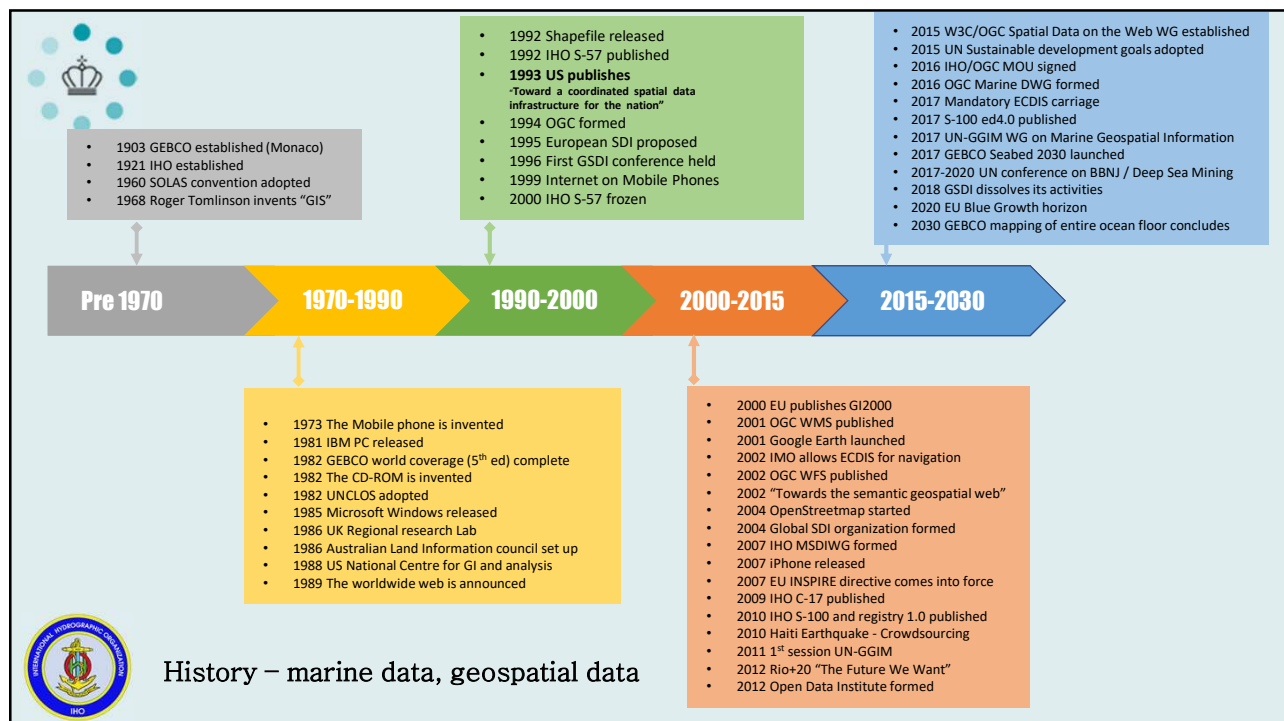 • 1903 GEBCO established (Monaco)
• 1921 IHO established
• 1960 SOLAS convention adopted
• 1968 Roger Tomlinson invents “GIS”
• 1992 Shapefile released
• 1992 IHO S-57 published
• 1993 US publishes
“Toward a coordinated spatial data
infrastructure for the nation”
• 1994 OGC formed
• 1995 European SDI proposed
• 1996 First GSDI conference held
• 1999 Internet on Mobile Phones
• 2000 IHO S-57 frozen
• 2015 W3C/OGC Spatial Data on the Web WG established
• 2015 UN Sustainable development goals adopted
• 2016 IHO/OGC MOU signed
• 2016 OGC Marine DWG formed
• 2017 Mandatory ECDIS carriage
• 2017 S-100 ed4.0 published
• 2017 UN-GGIM WG on Marine Geospatial Information
• 2017 GEBCO Seabed 2030 launched
• 2017-2020 UN conference on BBNJ / Deep Sea Mining
• 2018 GSDI dissolves its activities
• 2020 EU Blue Growth horizon
• 2030 GEBCO mapping of entire ocean floor concludes
Pre 1970
1970-1990
1990-2000
2000-2015
2015-2030
• 1973 The Mobile phone is invented
• 1981 IBM PC released
• 1982 GEBCO world coverage (5th ed) complete
• 1982 The CD-ROM is invented
• 1982 UNCLOS adopted
• 1985 Microsoft Windows released
• 1986 UK Regional research Lab
• 1986 Australian Land Information council set up
• 1988 US National Centre for GI and analysis
• 1989 The worldwide web is announced
• 2000 EU publishes GI2000
• 2001 OGC WMS published
• 2001 Google Earth launched
• 2002 IMO allows ECDIS for navigation
• 2002 OGC WFS published
• 2002 “Towards the semantic geospatial web”
• 2004 OpenStreetmap started
• 2004 Global SDI organization formed
• 2007 IHO MSDIWG formed
• 2007 iPhone released
• 2007 EU INSPIRE directive comes into force
• 2009 IHO C-17 published
• 2010 IHO S-100 and registry 1.0 published
• 2010 Haiti Earthquake - Crowdsourcing
• 2011 1st session UN-GGIM
• 2012 Rio+20 “The Future We Want”
• 2012 Open Data Institute formed
INTERNATIONAL HYDROGRAPHIC ORGANIZATION
IHO
History – marine data, geospatial data